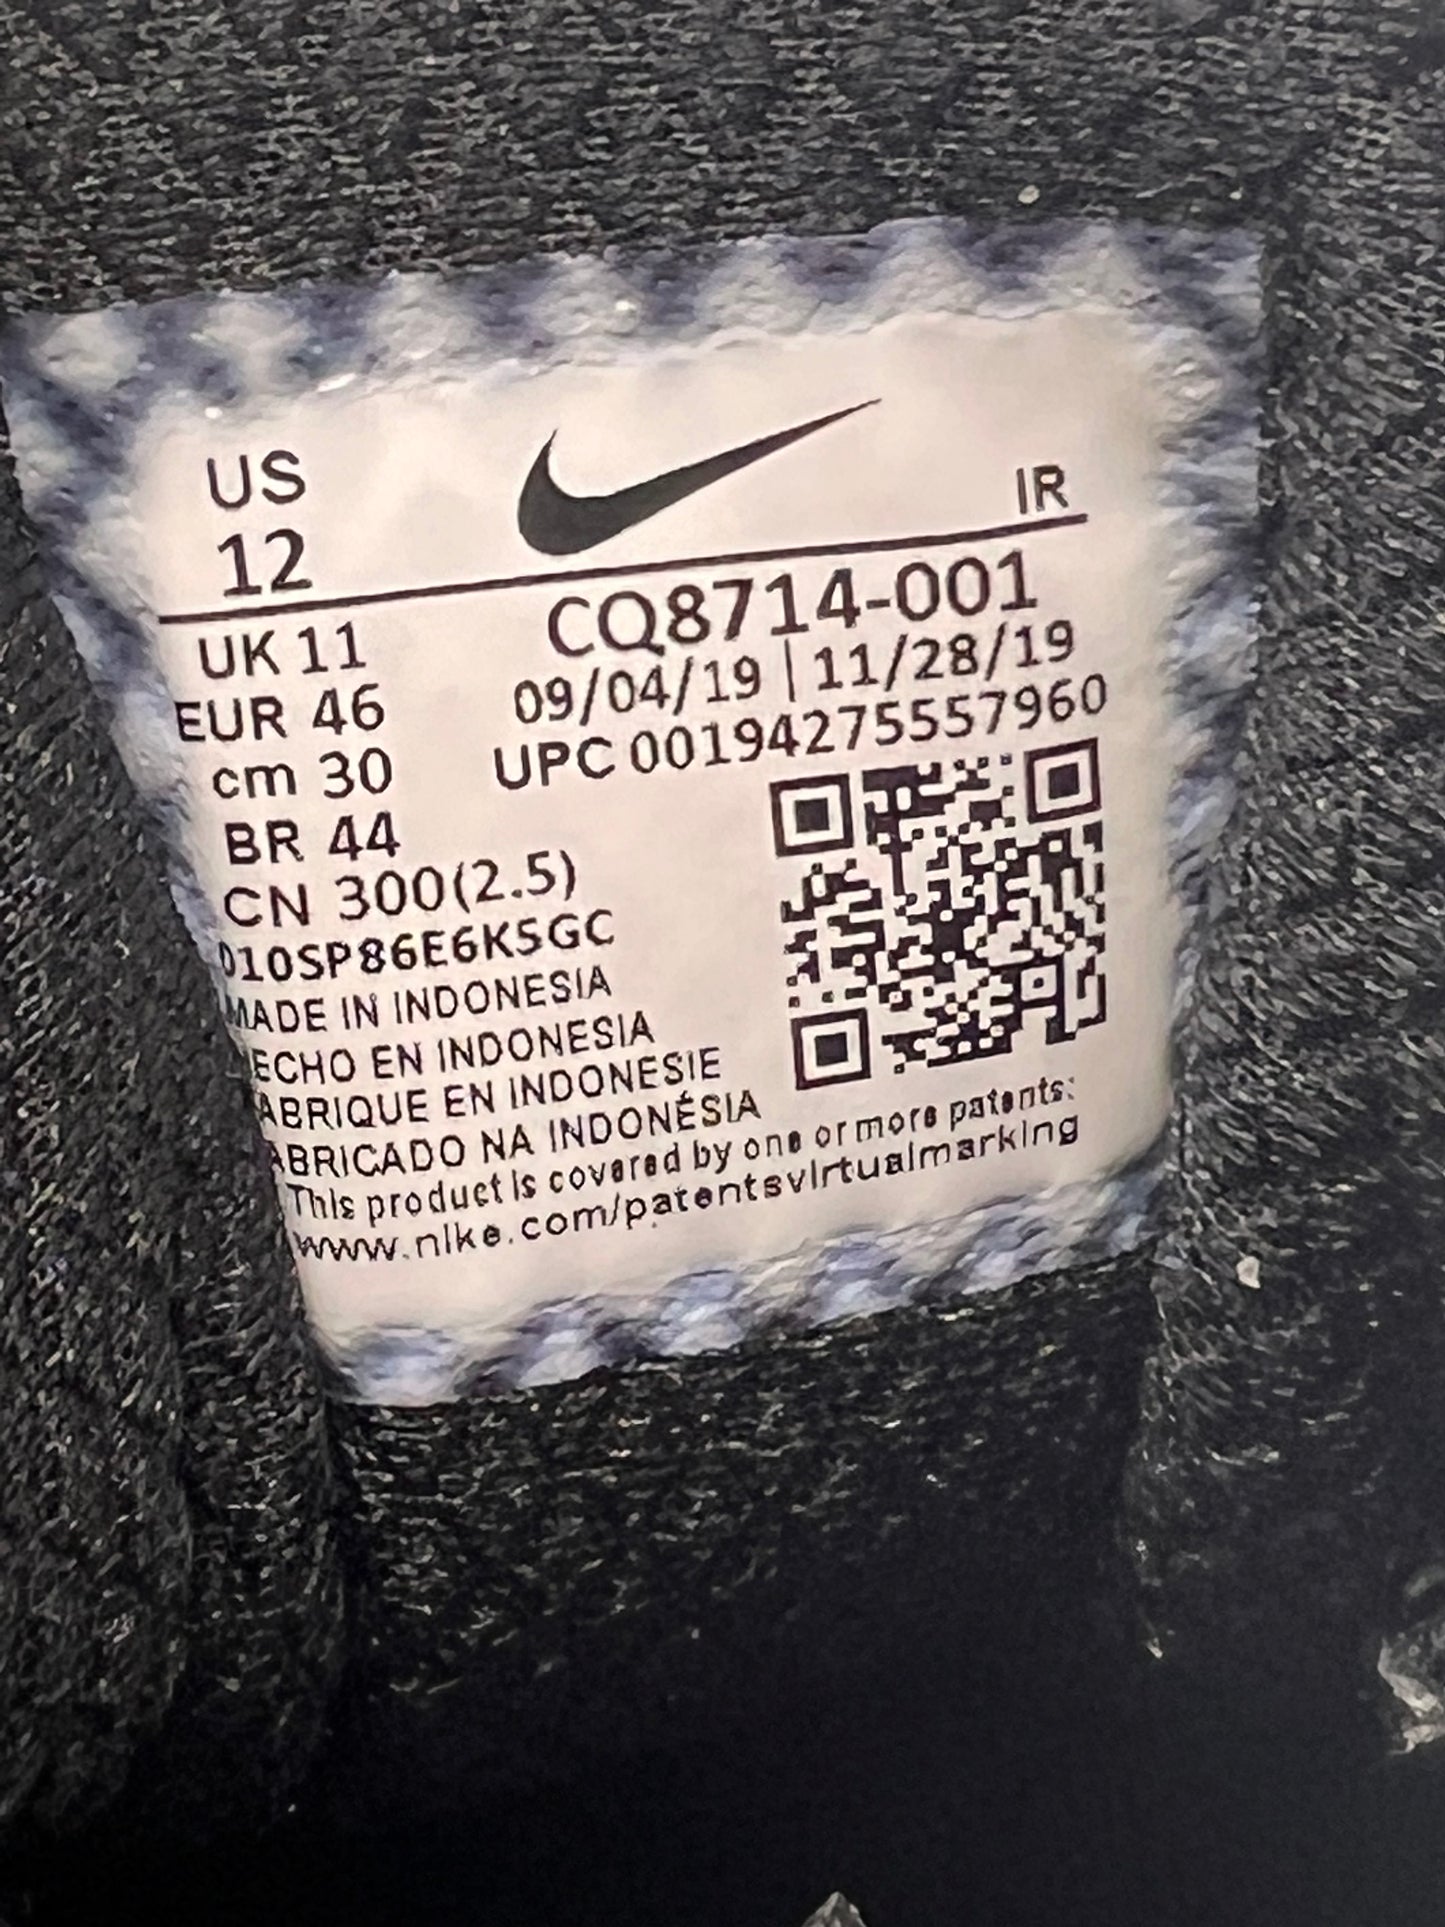 US
12
IR
UK 11
EUR 46
cm 30
BR 44
CN 300(2.5)
CQ8714-001
09/04/19 | 11/28/19
UPC 00194275557960
010SP86E6K5GC
MADE IN INDONESIA
ECHO EN INDONESIA
ABRIQUE EN INDONESIE
ABRICADO NA INDONÉSIA
This product is covered by one or more patents:
www.nike.com/patentsvirtualmarking